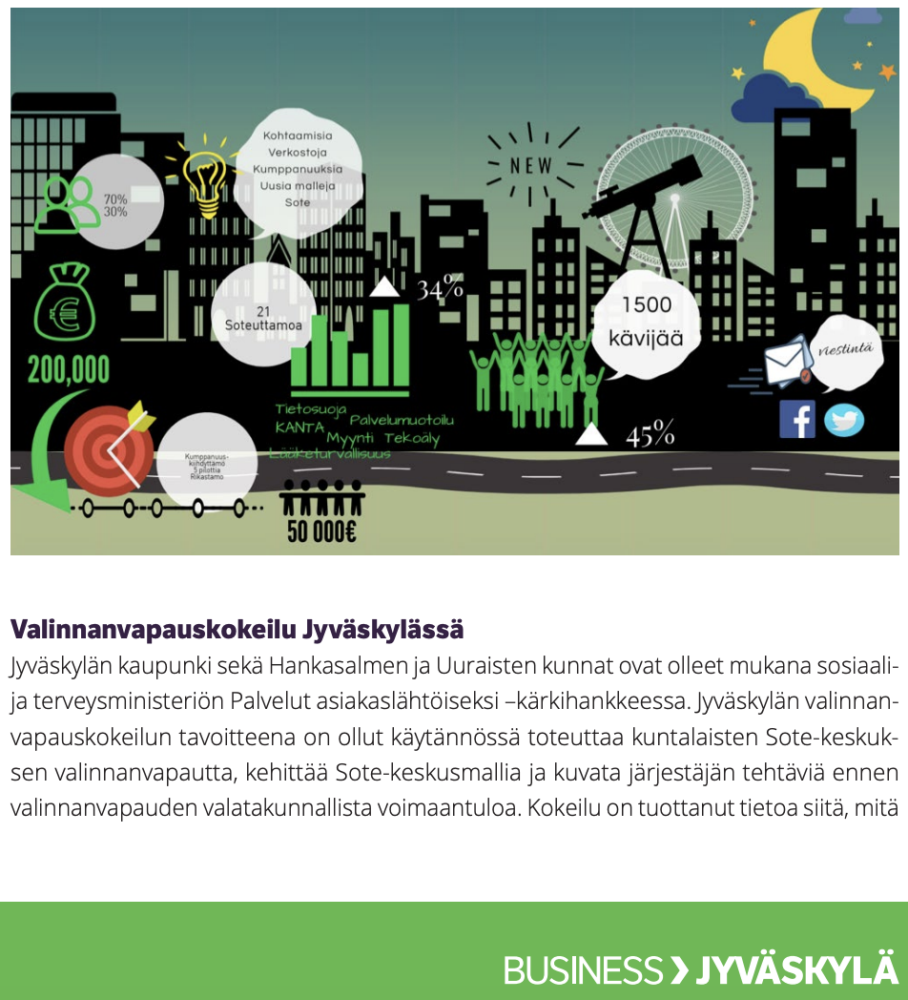 Kohtaamisia
Verkostoja
Kumppanuuksia
Uusia malleja
Sote
NEW
70%
30%
34%
21
Soteuttamoa
1500
kävijää
€
200,000
viestintä
Tietosuoja
KANTA Palvelumuotoilu
Myynti Tekoäly
Lääketurvallisuus
45%
Kumppanuus-
kiihdyttämö
5 pilottia
Rikastamo
50 000€
Valinnanvapauskokeilu Jyväskylässä
Jyväskylän kaupunki sekä Hankasalmen ja Uuraisten kunnat ovat olleet mukana sosiaali-
ja terveysministeriön Palvelut asiakaslähtöiseksi –kärkihankkeessa. Jyväskylän valinnan-
vapauskokeilun tavoitteena on ollut käytännössä toteuttaa kuntalaisten Sote-keskuk-
sen valinnanvapautta, kehittää Sote-keskusmallia ja kuvata järjestäjän tehtäviä ennen
valinnanvapauden valatakunnallista voimaantuloa. Kokeilu on tuottanut tietoa siitä, mitä
BUSINESS JYVÄSKYLÄ